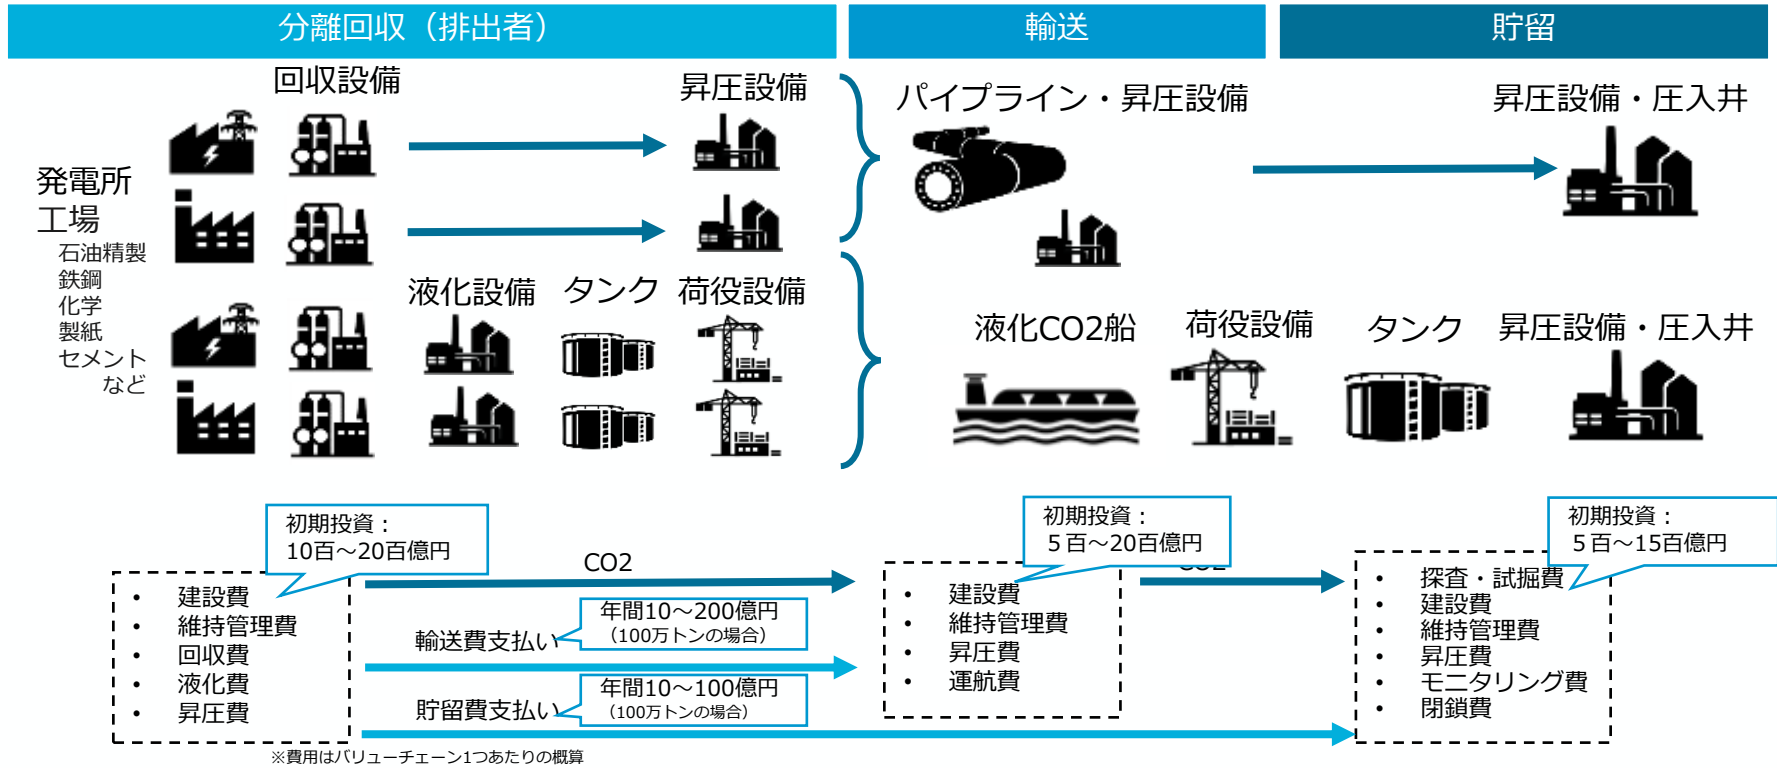 分離回収（排出者）
輸送
貯留
回収設備
昇圧設備
パイプライン・昇圧設備
昇圧設備・圧入井
発電所
工場
石油精製
鉄鋼
化学
製紙
セメント
など
液化設備
タンク
荷役設備
液化CO2船
荷役設備
タンク
昇圧設備・圧入井
初期投資：
10百～20百億円
初期投資：
５百～20百億円
初期投資：
５百～15百億円
CO2
CO2
• 建設費
• 維持管理費
• 回収費
• 液化費
• 昇圧費
輸送費支払い
年間10～200億円
（100万トンの場合）
貯留費支払い
年間10～100億円
（100万トンの場合）
• 建設費
• 維持管理費
• 昇圧費
• 運航費
• 探査・試掘費
• 建設費
• 維持管理費
• 昇圧費
• モニタリング費
• 閉鎖費
※費用はバリューチェーン1つあたりの概算